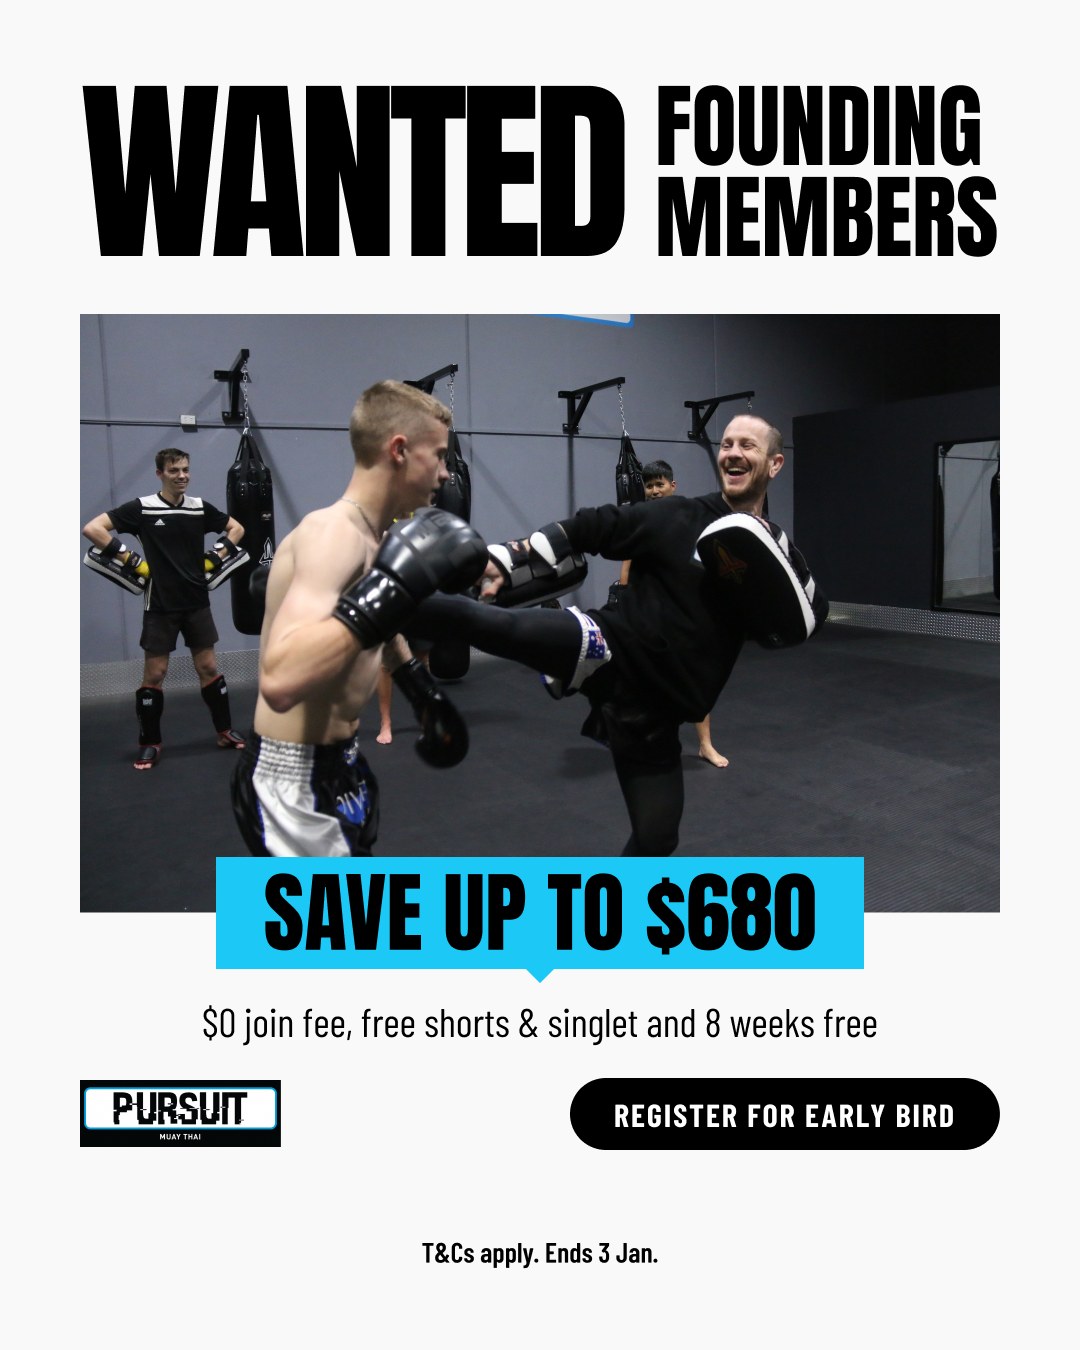 WANTED
FOUNDING
MEMBERS
SAVE UP TO $680
$0 join fee, free shorts & singlet and 8 weeks free
PURSUIT
MUAY THAI
REGISTER FOR EARLY BIRD
T&Cs apply. Ends 3 Jan.